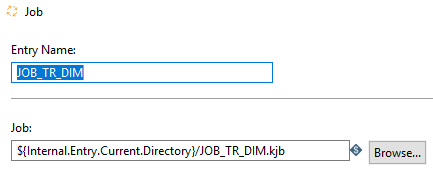 Job
Entry Name:
JOB_TR_DIM
Job:
${Internal.Entry.Current.Directory}/JOB_TR_DIM.kjb
Browse...